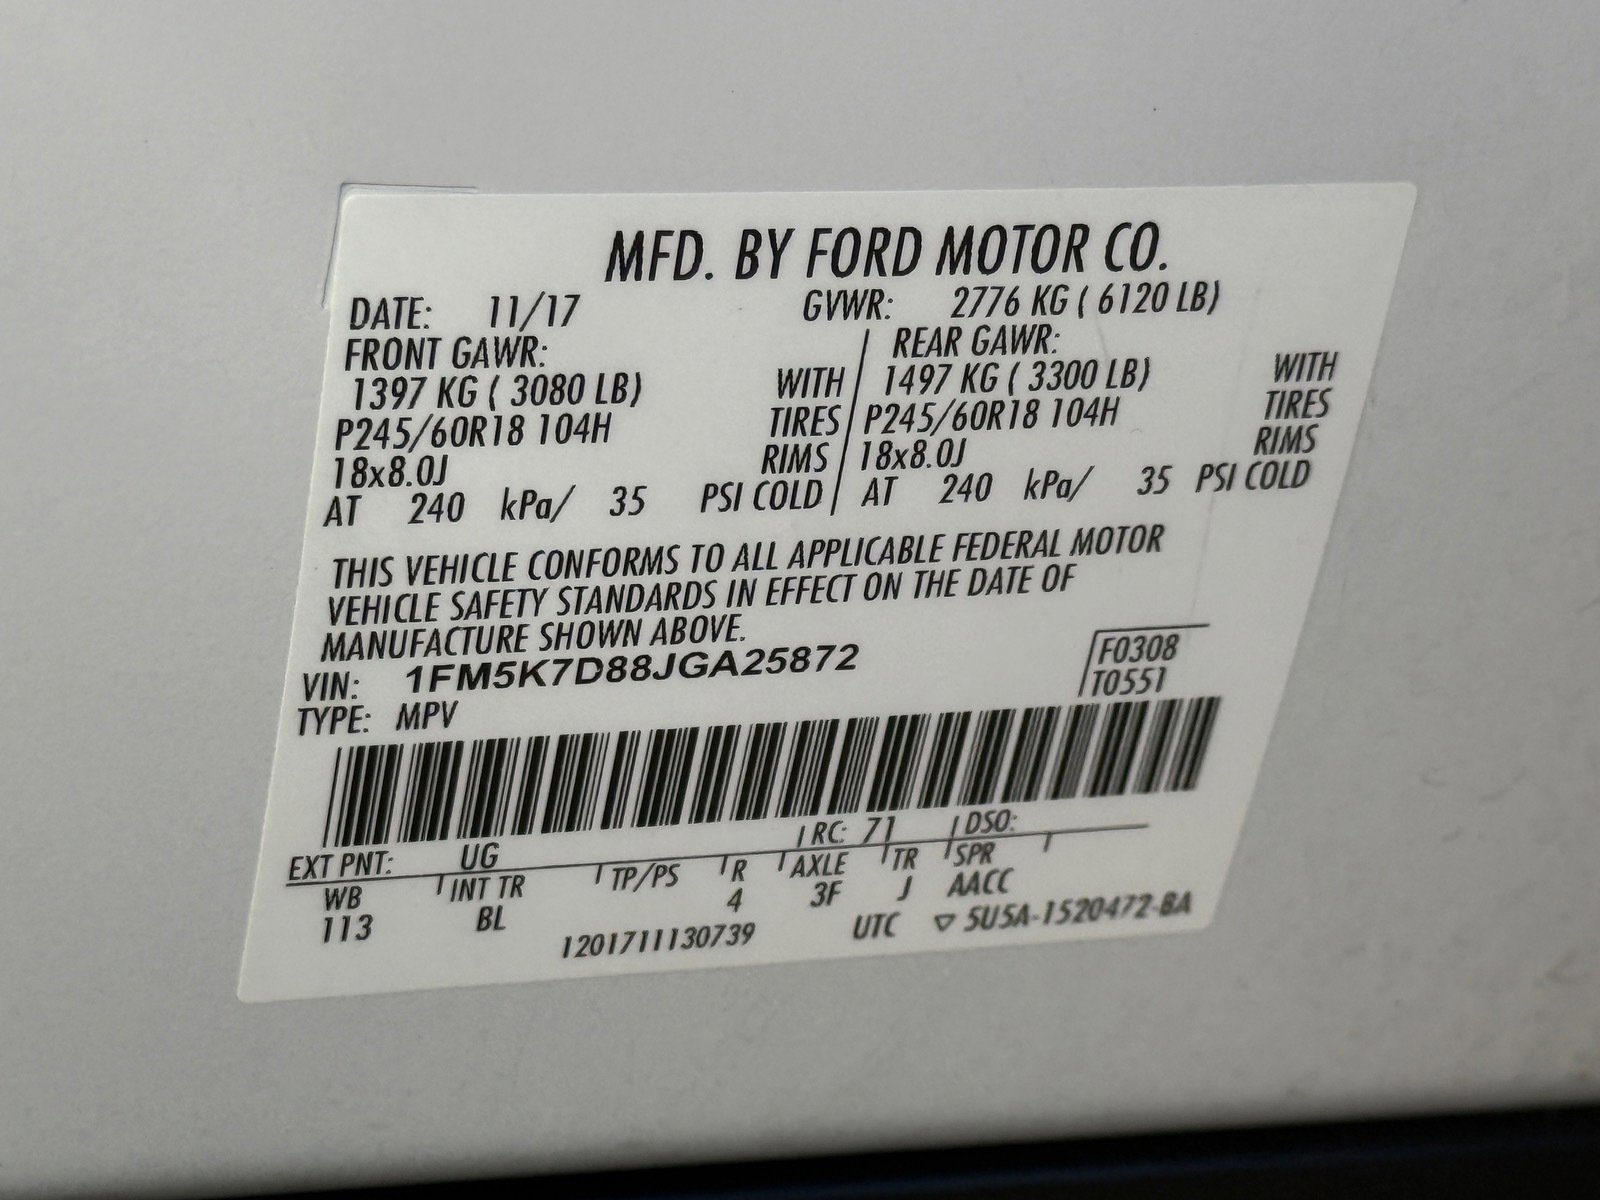 MFD. BY FORD MOTOR CO.
DATE: 11/17 GVWR: 2776 KG ( 6120 LB)
FRONT GAWR: REAR GAWR:
1397 KG ( 3080 LB) WITH 1497 KG ( 3300 LB) WITH
P245/60R18 104H TIRES P245/60R18 104H TIRES
18x8.0J RIMS 18x8.0J RIMS
AT 240 kPa/ 35 PSI COLD AT 240 kPa/ 35 PSI COLD
THIS VEHICLE CONFORMS TO ALL APPLICABLE FEDERAL MOTOR
VEHICLE SAFETY STANDARDS IN EFFECT ON THE DATE OF
MANUFACTURE SHOWN ABOVE.
VIN: 1FM5K7D88JGA25872 F0308
TYPE: MPV T0551
EXT PNT: UG RC: 71 DSO:
WB INT TR TP/PS R AXLE TR SPR
113 BL 4 3F J AACC
1201711130739 UTC ▽ 5U5A-1520472-BA